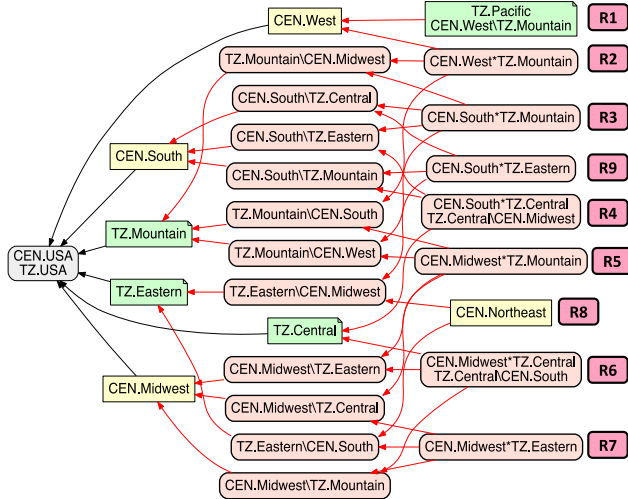 TZ.Pacific
CEN.West\TZ.Mountain
R1
CEN.West
R2
TZ.Mountain\CEN.Midwest
CEN.West*TZ.Mountain
CEN.South\TZ.Central
CEN.South*TZ.Mountain
R3
CEN.South\TZ.Eastern
CEN.South
CEN.South\TZ.Mountain
CEN.South*TZ.Eastern
R9
CEN.South*TZ.Central
TZ.Central\CEN.Midwest
R4
TZ.Mountain\CEN.South
TZ.Mountain
TZ.Mountain\CEN.West
CEN.Midwest*TZ.Mountain
R5
CEN.USA
TZ.USA
TZ.Eastern
TZ.Eastern\CEN.Midwest
CEN.Northeast
R8
TZ.Central
CEN.Midwest\TZ.Eastern
CEN.Midwest*TZ.Central
TZ.Central\CEN.South
R6
CEN.Midwest
CEN.Midwest\TZ.Central
TZ.Eastern\CEN.South
CEN.Midwest*TZ.Eastern
R7
CEN.Midwest\TZ.Mountain